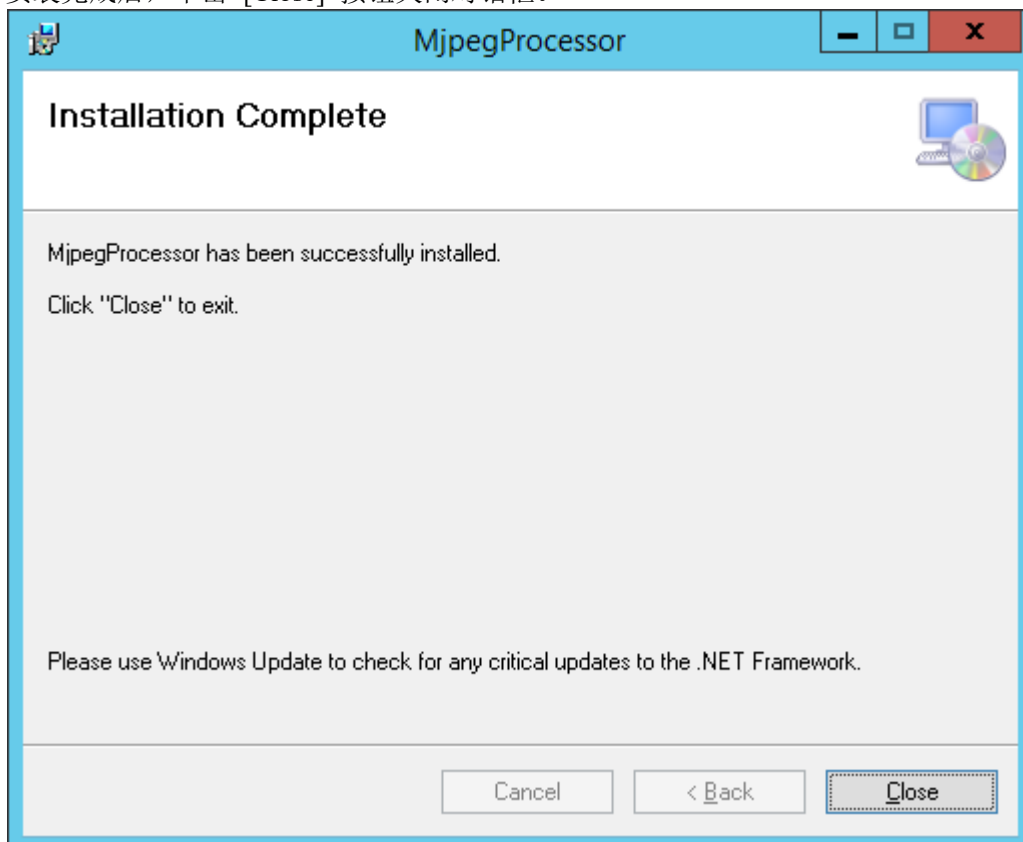 MjpegProcessor
Installation Complete
MjpegProcessor has been successfully installed.
Click "Close" to exit.
Please use Windows Update to check for any critical updates to the .NET Framework.
Cancel
< Back
Close